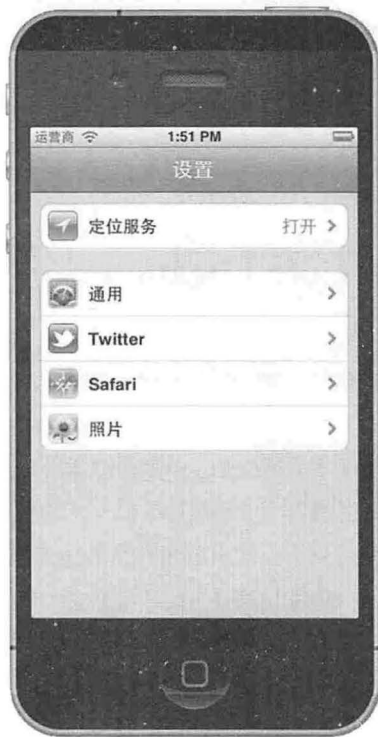 运营商 1:51 PM
设置
定位服务 打开
通用
Twitter
Safari
照片